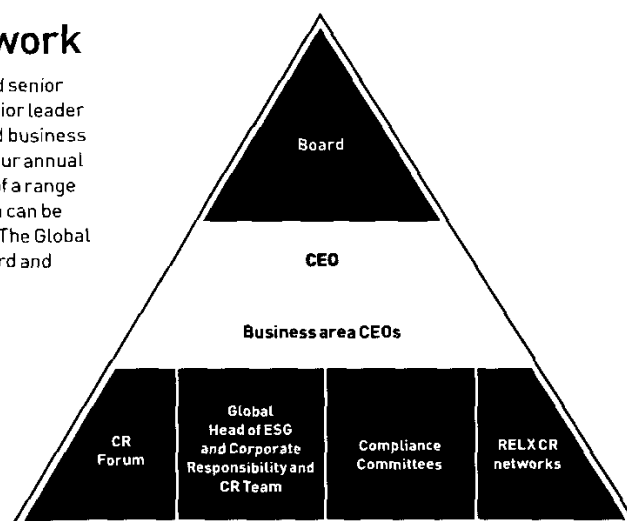 work
d senior
ior leader
d business
ur annual
of a range
can be
The Global
rd and
Board
CEO
Business area CEOs
CR
Forum
Global
Head of ESG
and Corporate
Responsibility and
CR Team
Compliance
Committees
RELX CR
networks